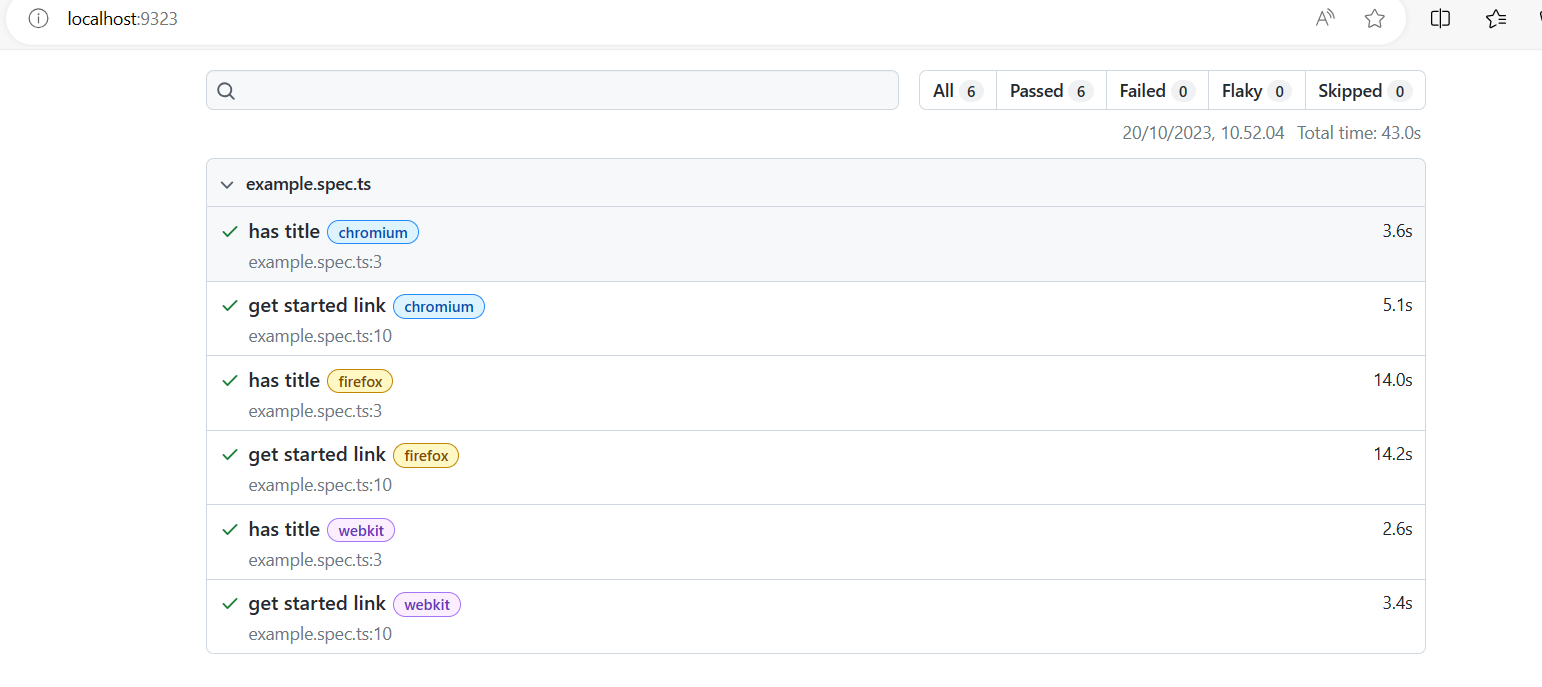 localhost:9323
All 6 Passed 6 Failed 0 Flaky 0 Skipped 0
20/10/2023, 10.52.04 Total time: 43.0s
example.spec.ts
has title chromium 3.6s
example.spec.ts:3
get started link chromium 5.1s
example.spec.ts:10
has title firefox 14.0s
example.spec.ts:3
get started link firefox 14.2s
example.spec.ts:10
has title webkit 2.6s
example.spec.ts:3
get started link webkit 3.4s
example.spec.ts:10